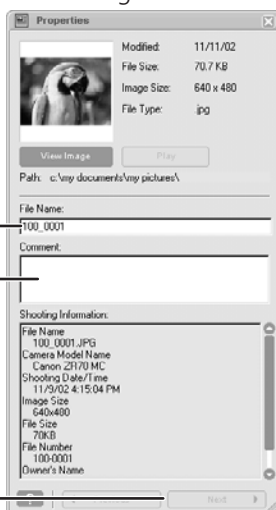 Properties
Modified: 11/11/02
File Size: 70.7 KB
Image Size: 640 x 480
File Type: .jpg
View Image Play
Path: c:\my documents\my pictures\
File Name:
100_0001
Comment:
Shooting Information:
File Name
100_0001.JPG
Camera Model Name
Canon ZR70 MC
Shooting Date/Time
11/9/02 4:15:04 PM
Image Size
640x480
File Size
70KB
File Number
100-0001
Owner's Name
Next